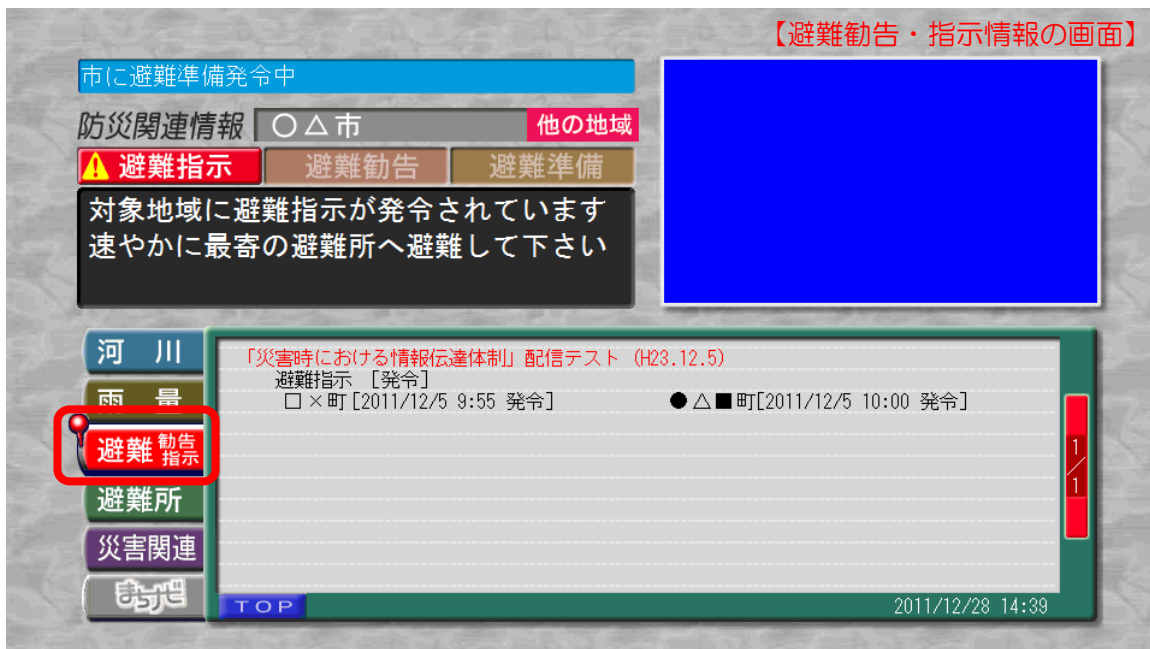 【避難勧告・指示情報の画面】
市に避難準備発令中
防災関連情報 ○△市 他の地域
避難指示 避難勧告 避難準備
対象地域に避難指示が発令されています
速やかに最寄の避難所へ避難して下さい
河 川
雨 量
避難 勧告指示
避難所
災害関連
まちナビ
「災害時における情報伝達体制」配信テスト (H23.12.5)
避難指示 [発令]
□×町[2011/12/5 9:55 発令] ●△■町[2011/12/5 10:00 発令]
1/1
TOP
2011/12/28 14:39